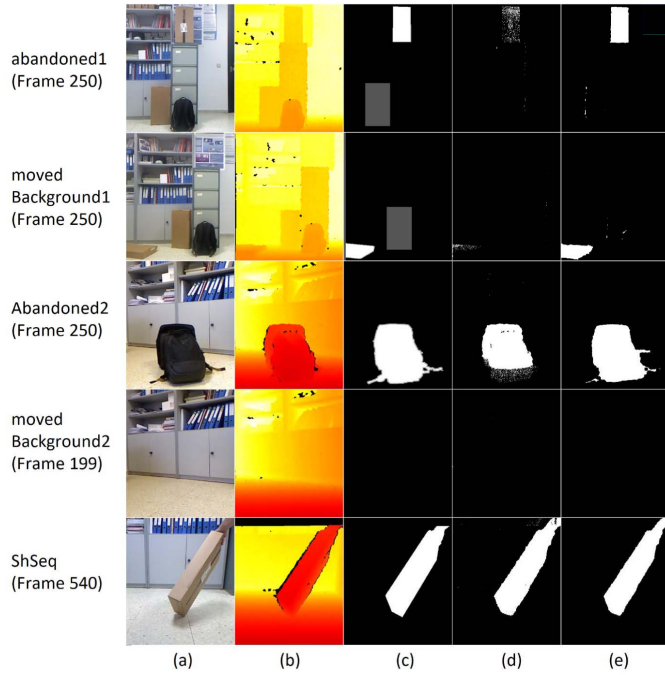 abandoned1
(Frame 250)
moved
Background1
(Frame 250)
Abandoned2
(Frame 250)
moved
Background2
(Frame 199)
ShSeq
(Frame 540)
(a) (b) (c) (d) (e)